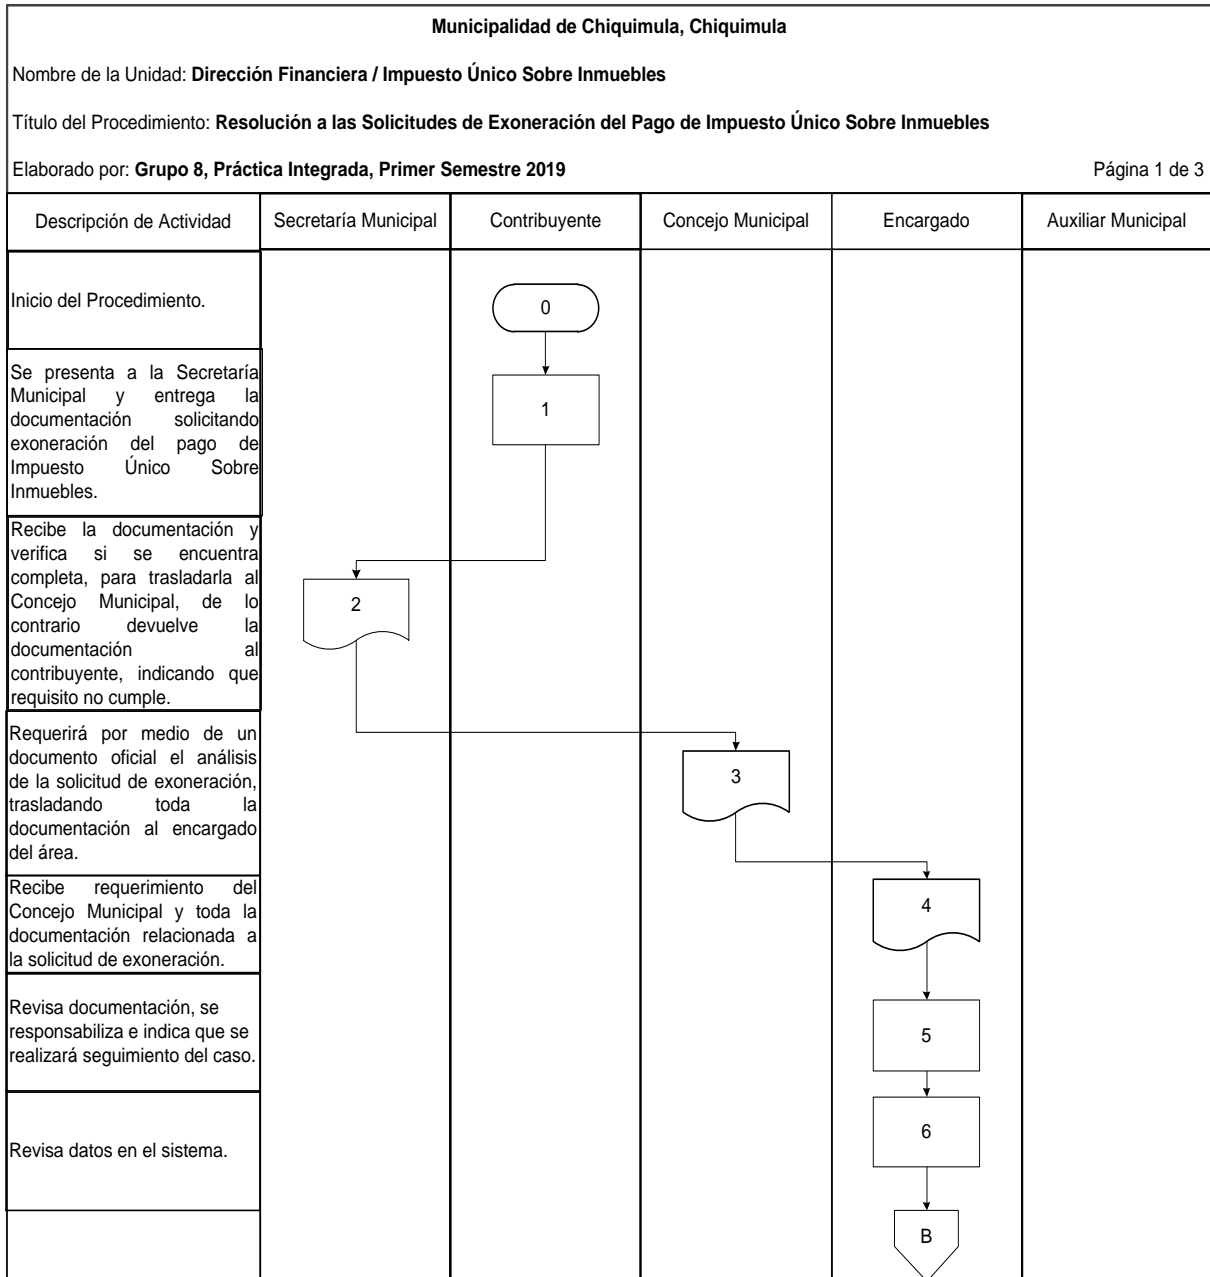 Municipalidad de Chiquimula, Chiquimula
Nombre de la Unidad: Dirección Financiera / Impuesto Único Sobre Inmuebles
Título del Procedimiento: Resolución a las Solicitudes de Exoneración del Pago de Impuesto Único Sobre Inmuebles
Elaborado por: Grupo 8, Práctica Integrada, Primer Semestre 2019
Página 1 de 3
Descripción de Actividad
Secretaría Municipal
Contribuyente
Concejo Municipal
Encargado
Auxiliar Municipal
Inicio del Procedimiento.
0
Se presenta a la Secretaría
Municipal y entrega la
documentación solicitando
exoneración del pago de
Impuesto Único Sobre
Inmuebles.
1
Recibe la documentación y
verifica si se encuentra
completa, para trasladarla al
Concejo Municipal, de lo
contrario devuelve la
documentación al
contribuyente, indicando que
requisito no cumple.
2
Requerirá por medio de un
documento oficial el análisis
de la solicitud de exoneración,
trasladando toda la
documentación al encargado
del área.
3
Recibe requerimiento del
Concejo Municipal y toda la
documentación relacionada a
la solicitud de exoneración.
4
Revisa documentación, se
responsabiliza e indica que se
realizará seguimiento del caso.
5
Revisa datos en el sistema.
6
B